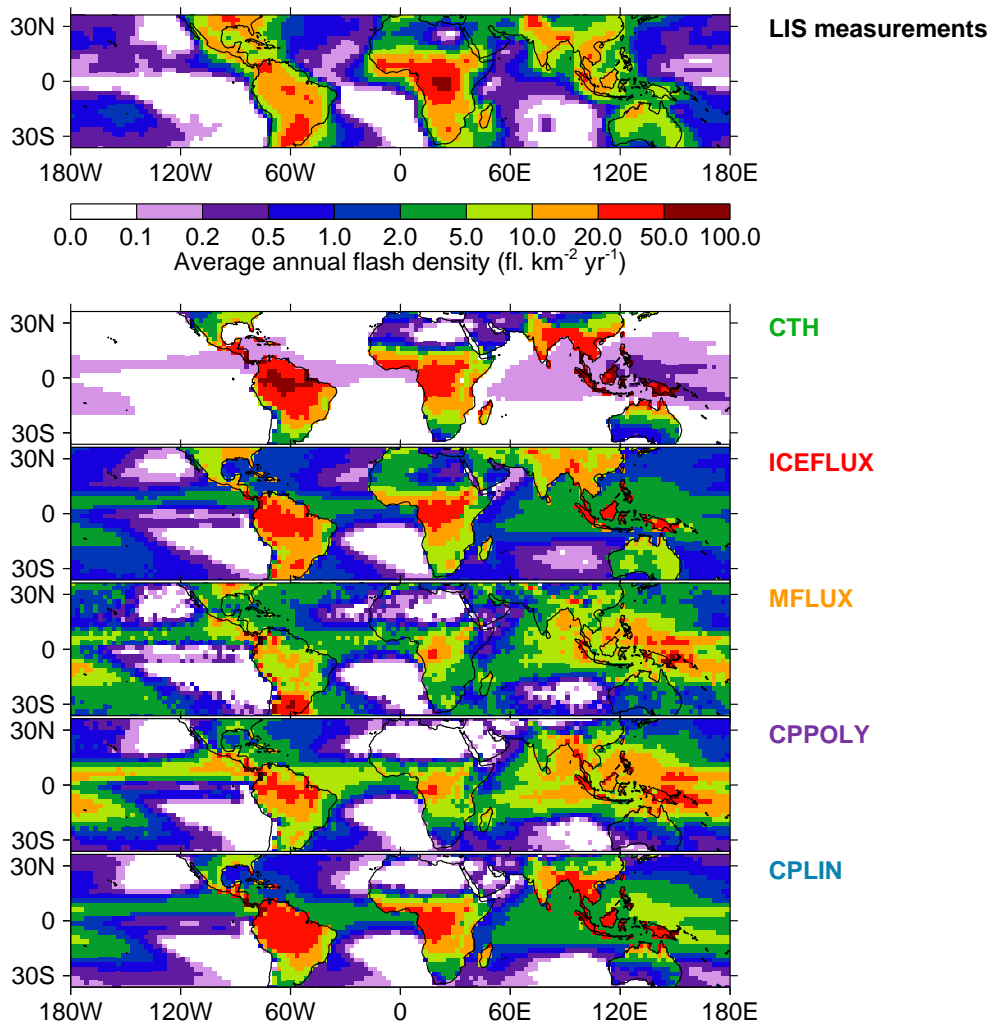 30N
0
30S
LIS measurements
180W 120W 60W 0 60E 120E 180E
0.0 0.1 0.2 0.5 1.0 2.0 5.0 10.0 20.0 50.0 100.0
Average annual flash density (fl. km-2 yr-1)
30N
0
30S
CTH
30N
0
30S
ICEFLUX
30N
0
30S
MFLUX
30N
0
30S
CPPOLY
30N
0
30S
CPLIN
180W 120W 60W 0 60E 120E 180E